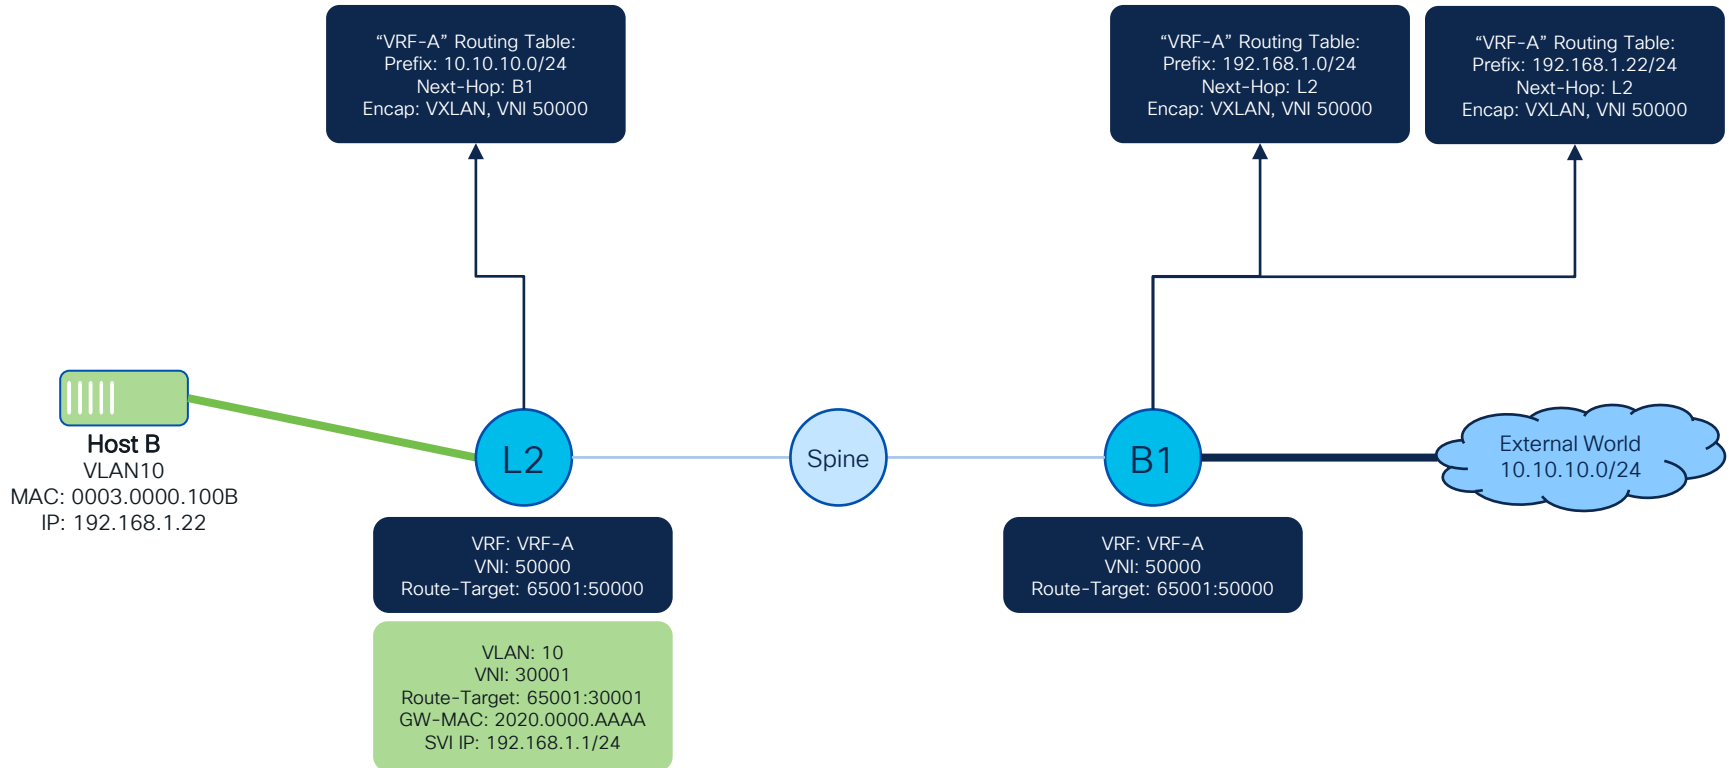 “VRF-A” Routing Table:
Prefix: 10.10.10.0/24
Next-Hop: B1
Encap: VXLAN, VNI 50000
“VRF-A” Routing Table:
Prefix: 192.168.1.0/24
Next-Hop: L2
Encap: VXLAN, VNI 50000
“VRF-A” Routing Table:
Prefix: 192.168.1.22/24
Next-Hop: L2
Encap: VXLAN, VNI 50000
Host B
VLAN10
MAC: 0003.0000.100B
IP: 192.168.1.22
L2
Spine
B1
External World
10.10.10.0/24
VRF: VRF-A
VNI: 50000
Route-Target: 65001:50000
VLAN: 10
VNI: 30001
Route-Target: 65001:30001
GW-MAC: 2020.0000.AAAA
SVI IP: 192.168.1.1/24
VRF: VRF-A
VNI: 50000
Route-Target: 65001:50000